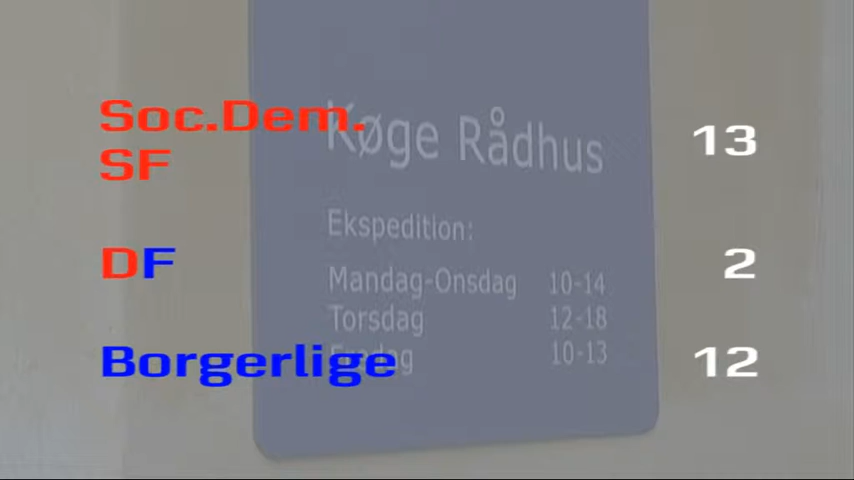 Soc.Dem.
SF 13
DF 2
Borgerlige 12
Køge Rådhus
Ekspedition:
Mandag-Onsdag 10-14
Torsdag 12-18
Fredag 10-13